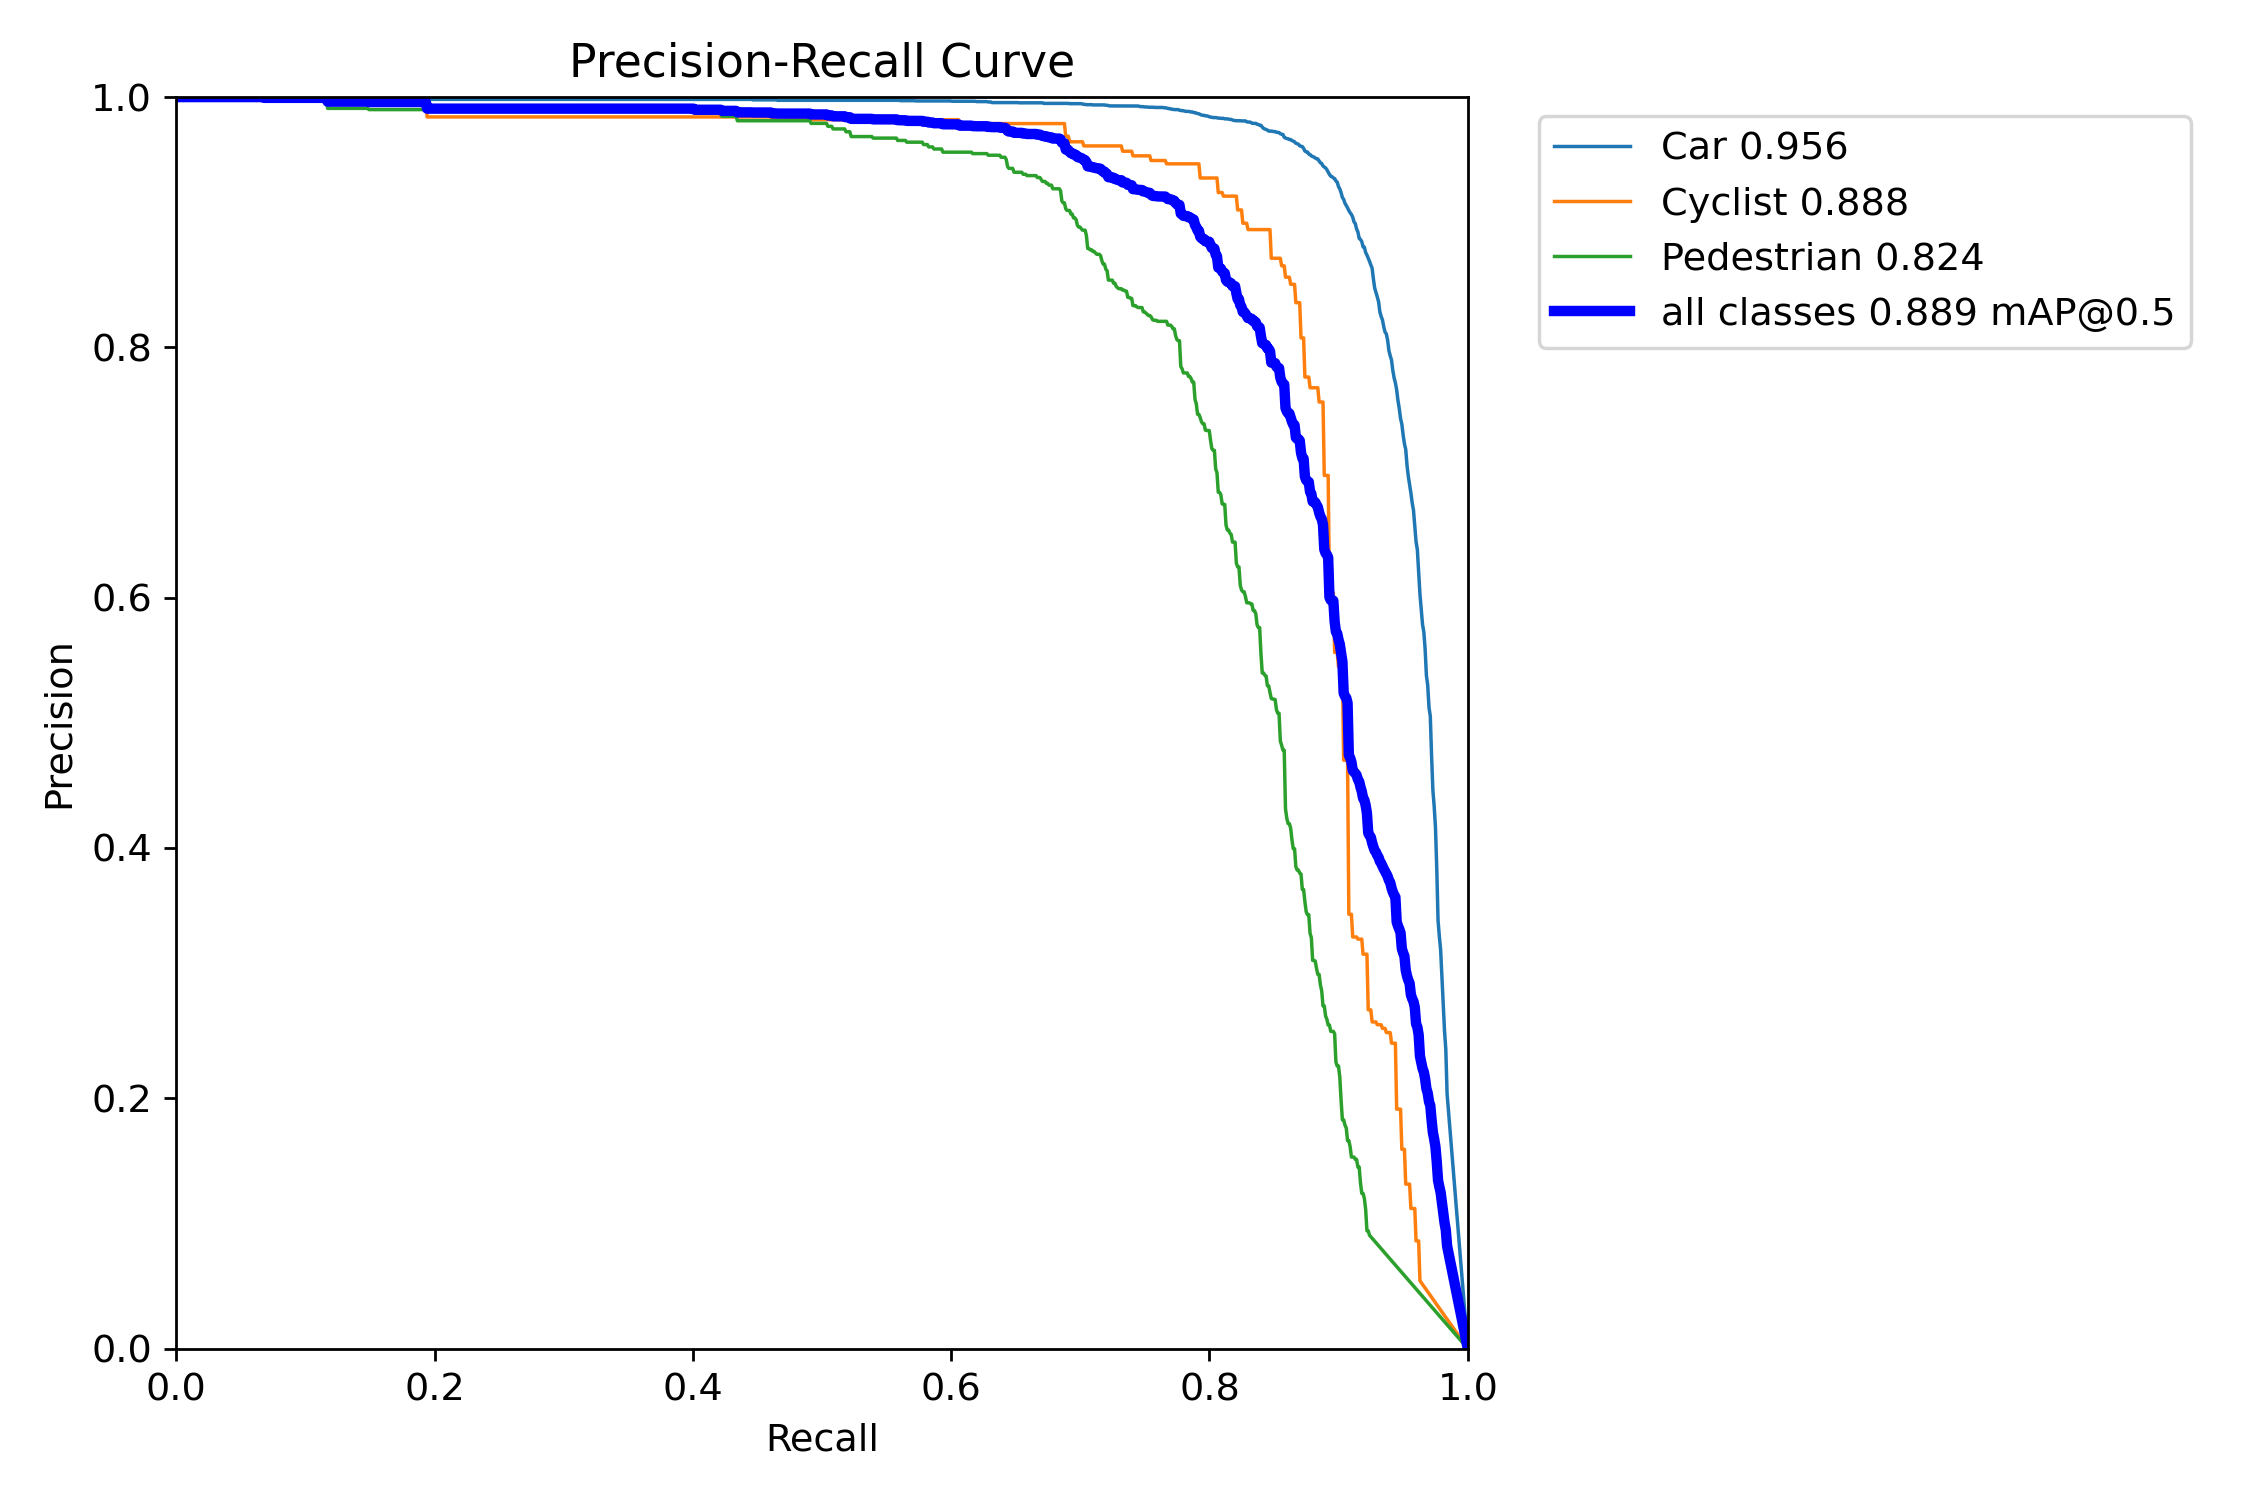 Precision-Recall Curve
1.0
0.8
0.6
0.4
0.2
0.0
Precision
0.0 0.2 0.4 0.6 0.8 1.0
Recall
Car 0.956
Cyclist 0.888
Pedestrian 0.824
all classes 0.889 mAP@0.5